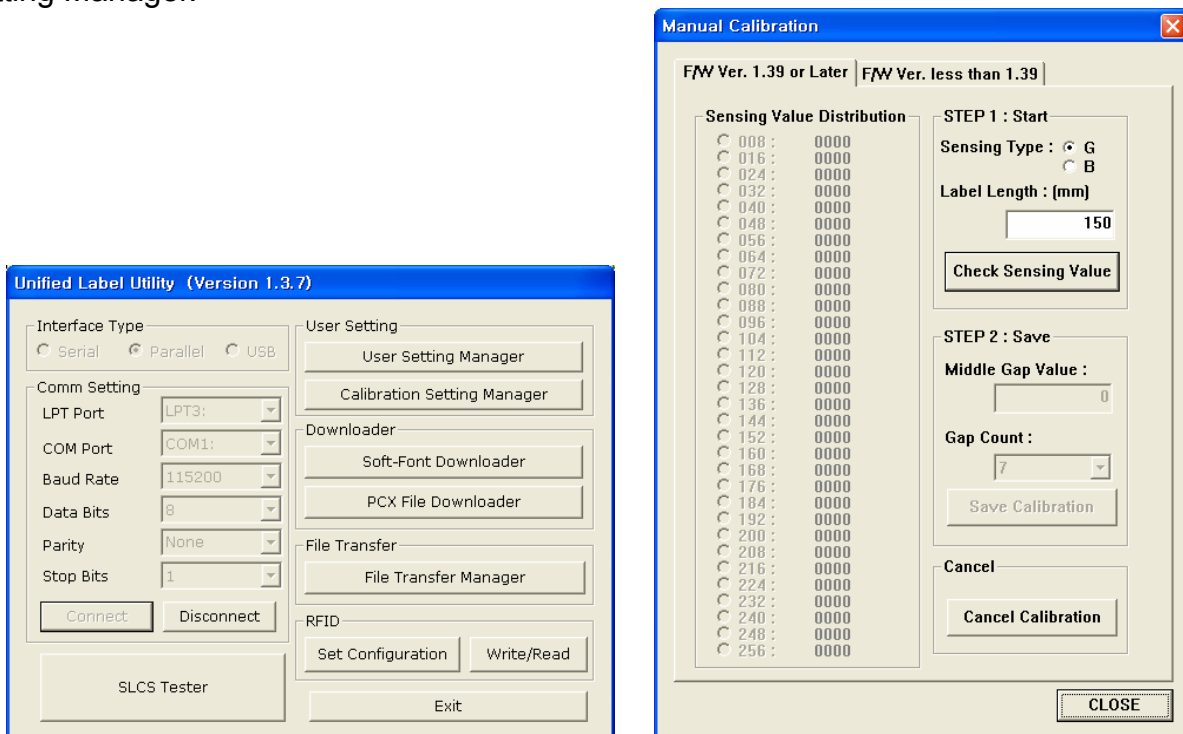 Manager.
Unified Label Utility (Version 1.3.7)
Interface Type
Serial Parallel USB
Comm Setting
LPT Port LPT3:
COM Port COM1:
Baud Rate 115200
Data Bits 8
Parity None
Stop Bits 1
Connect Disconnect
SLCS Tester
User Setting
User Setting Manager
Calibration Setting Manager
Downloader
Soft-Font Downloader
PCX File Downloader
File Transfer
File Transfer Manager
RFID
Set Configuration Write/Read
Exit
Manual Calibration
F/W Ver. 1.39 or Later F/W Ver. less than 1.39
Sensing Value Distribution
008 : 0000
016 : 0000
024 : 0000
032 : 0000
040 : 0000
048 : 0000
056 : 0000
064 : 0000
072 : 0000
080 : 0000
088 : 0000
096 : 0000
104 : 0000
112 : 0000
120 : 0000
128 : 0000
136 : 0000
144 : 0000
152 : 0000
160 : 0000
168 : 0000
176 : 0000
184 : 0000
192 : 0000
200 : 0000
208 : 0000
216 : 0000
224 : 0000
232 : 0000
240 : 0000
248 : 0000
256 : 0000
STEP 1 : Start
Sensing Type : G
B
Label Length : (mm)
150
Check Sensing Value
STEP 2 : Save
Middle Gap Value :
0
Gap Count :
7
Save Calibration
Cancel
Cancel Calibration
CLOSE